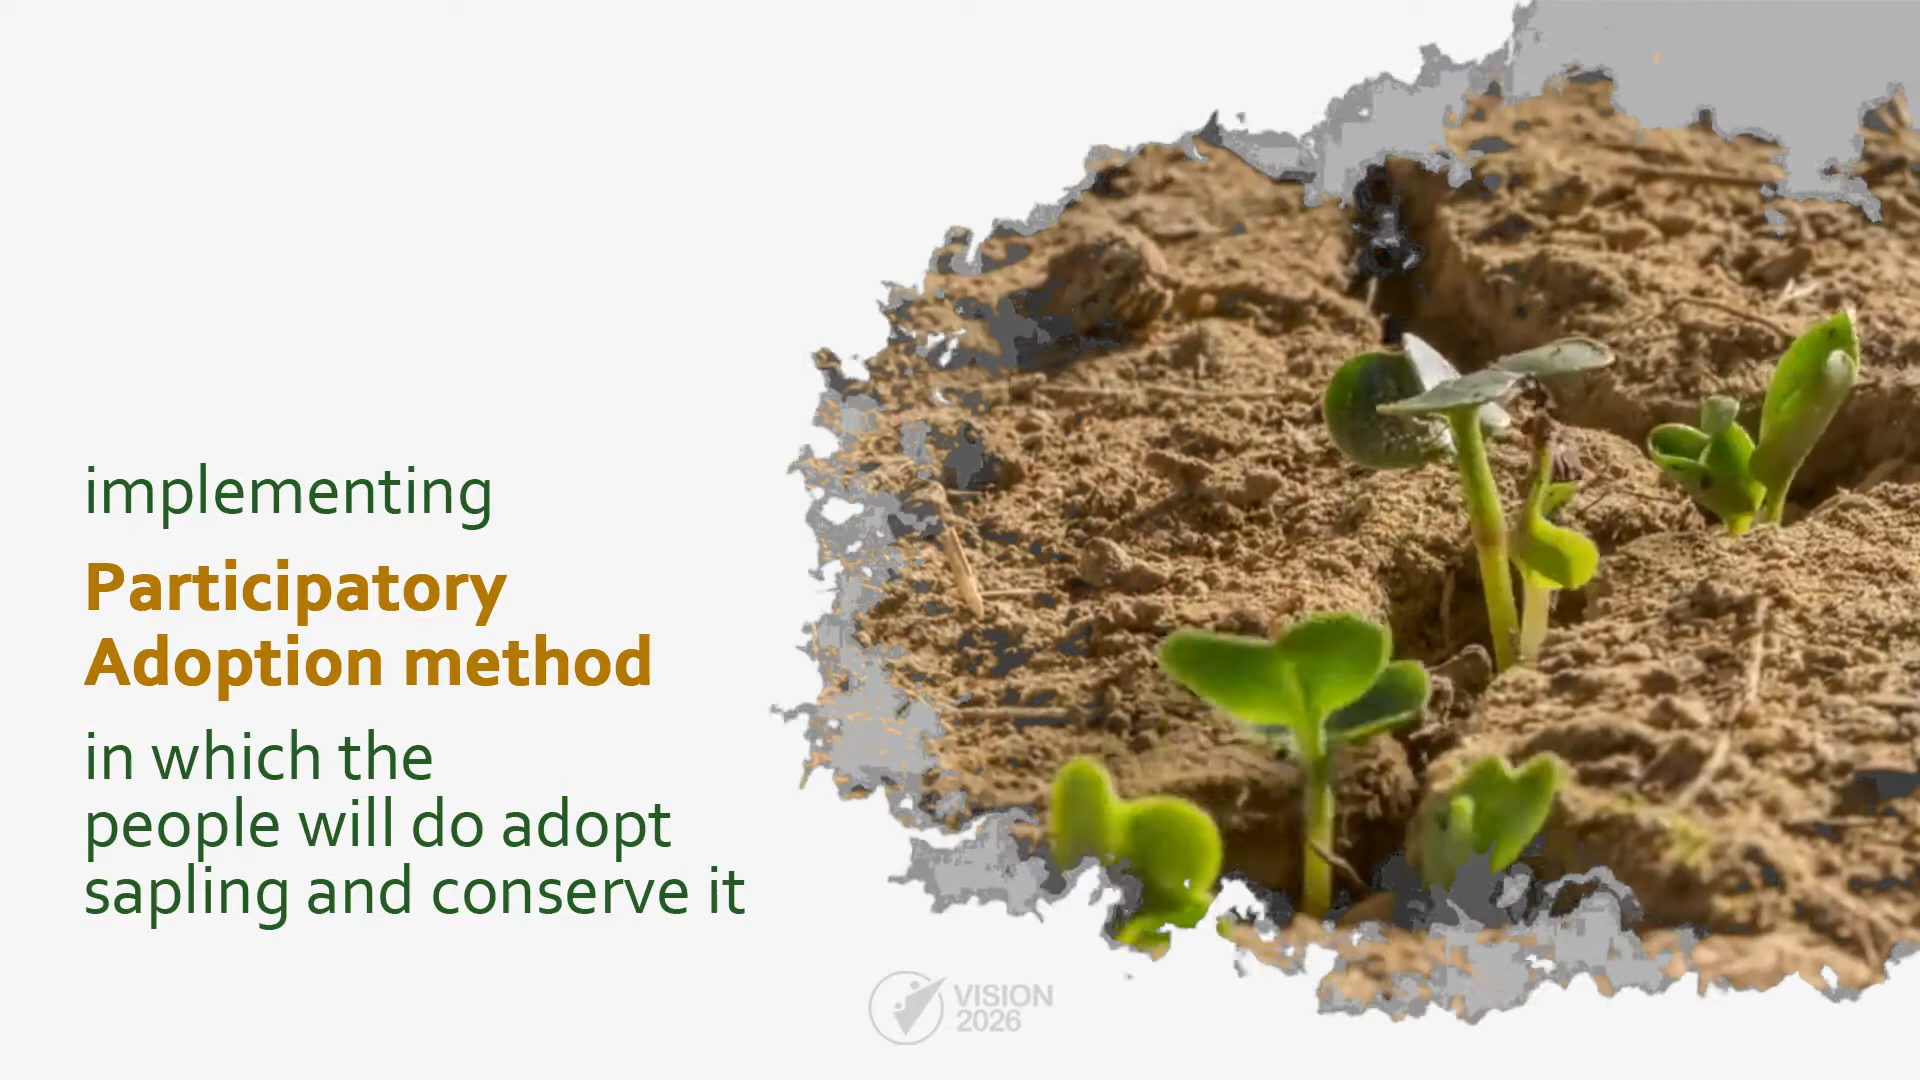 implementing
Participatory
Adoption method
in which the
people will do adopt
sapling and conserve it
VISION
2026